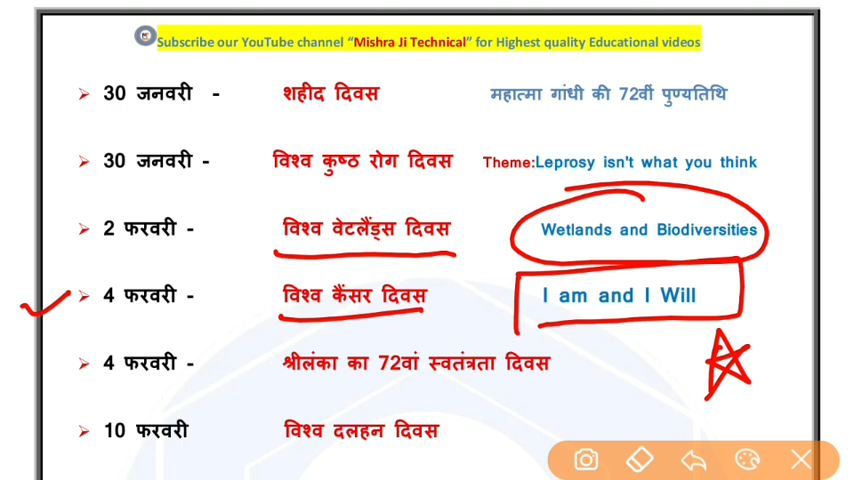 Subscribe our YouTube channel “Mishra Ji Technical” for Highest quality Educational videos
30 जनवरी - शहीद दिवस महात्मा गांधी की 72वीं पुण्यतिथि
30 जनवरी - विश्व कुष्ठ रोग दिवस Theme:Leprosy isn't what you think
2 फरवरी - विश्व वेटलैंड्स दिवस Wetlands and Biodiversities
4 फरवरी - विश्व कैंसर दिवस I am and I Will
4 फरवरी - श्रीलंका का 72वां स्वतंत्रता दिवस
10 फरवरी विश्व दलहन दिवस